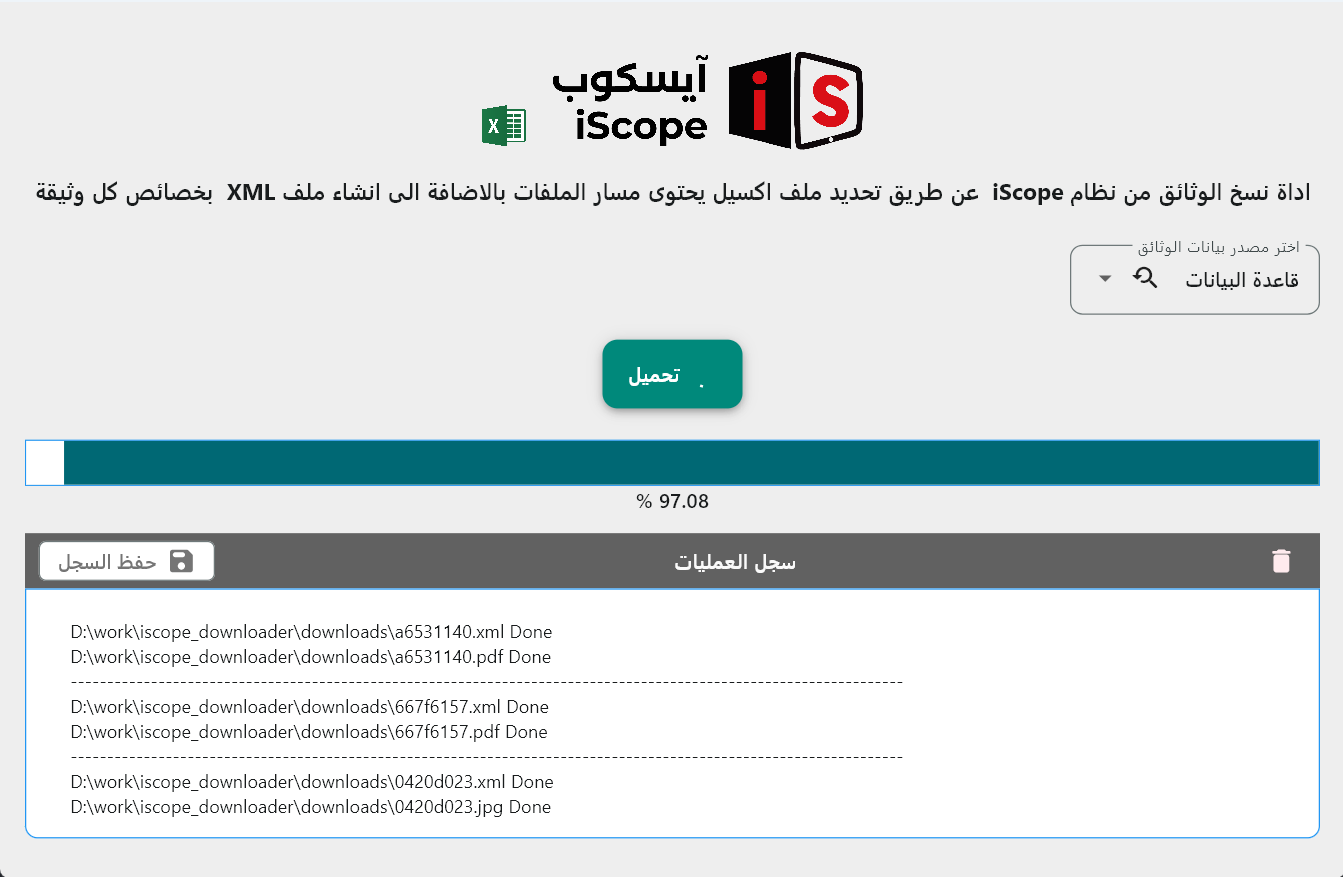 آيسكوب
iScope
iS
X
اداة نسخ الوثائق من نظام iScope عن طريق تحديد ملف اكسيل يحتوى مسار الملفات بالاضافة الى انشاء ملف XML بخصائص كل وثيقة
اختر مصدر بيانات الوثائق
قاعدة البيانات
تحميل .
% 97.08
سجل العمليات
حفظ السجل
D:\work\iscope_downloader\downloads\a6531140.xml Done
D:\work\iscope_downloader\downloads\a6531140.pdf Done
--------------------------------------------------------------------------------------------------------------------
D:\work\iscope_downloader\downloads\667f6157.xml Done
D:\work\iscope_downloader\downloads\667f6157.pdf Done
--------------------------------------------------------------------------------------------------------------------
D:\work\iscope_downloader\downloads\0420d023.xml Done
D:\work\iscope_downloader\downloads\0420d023.jpg Done